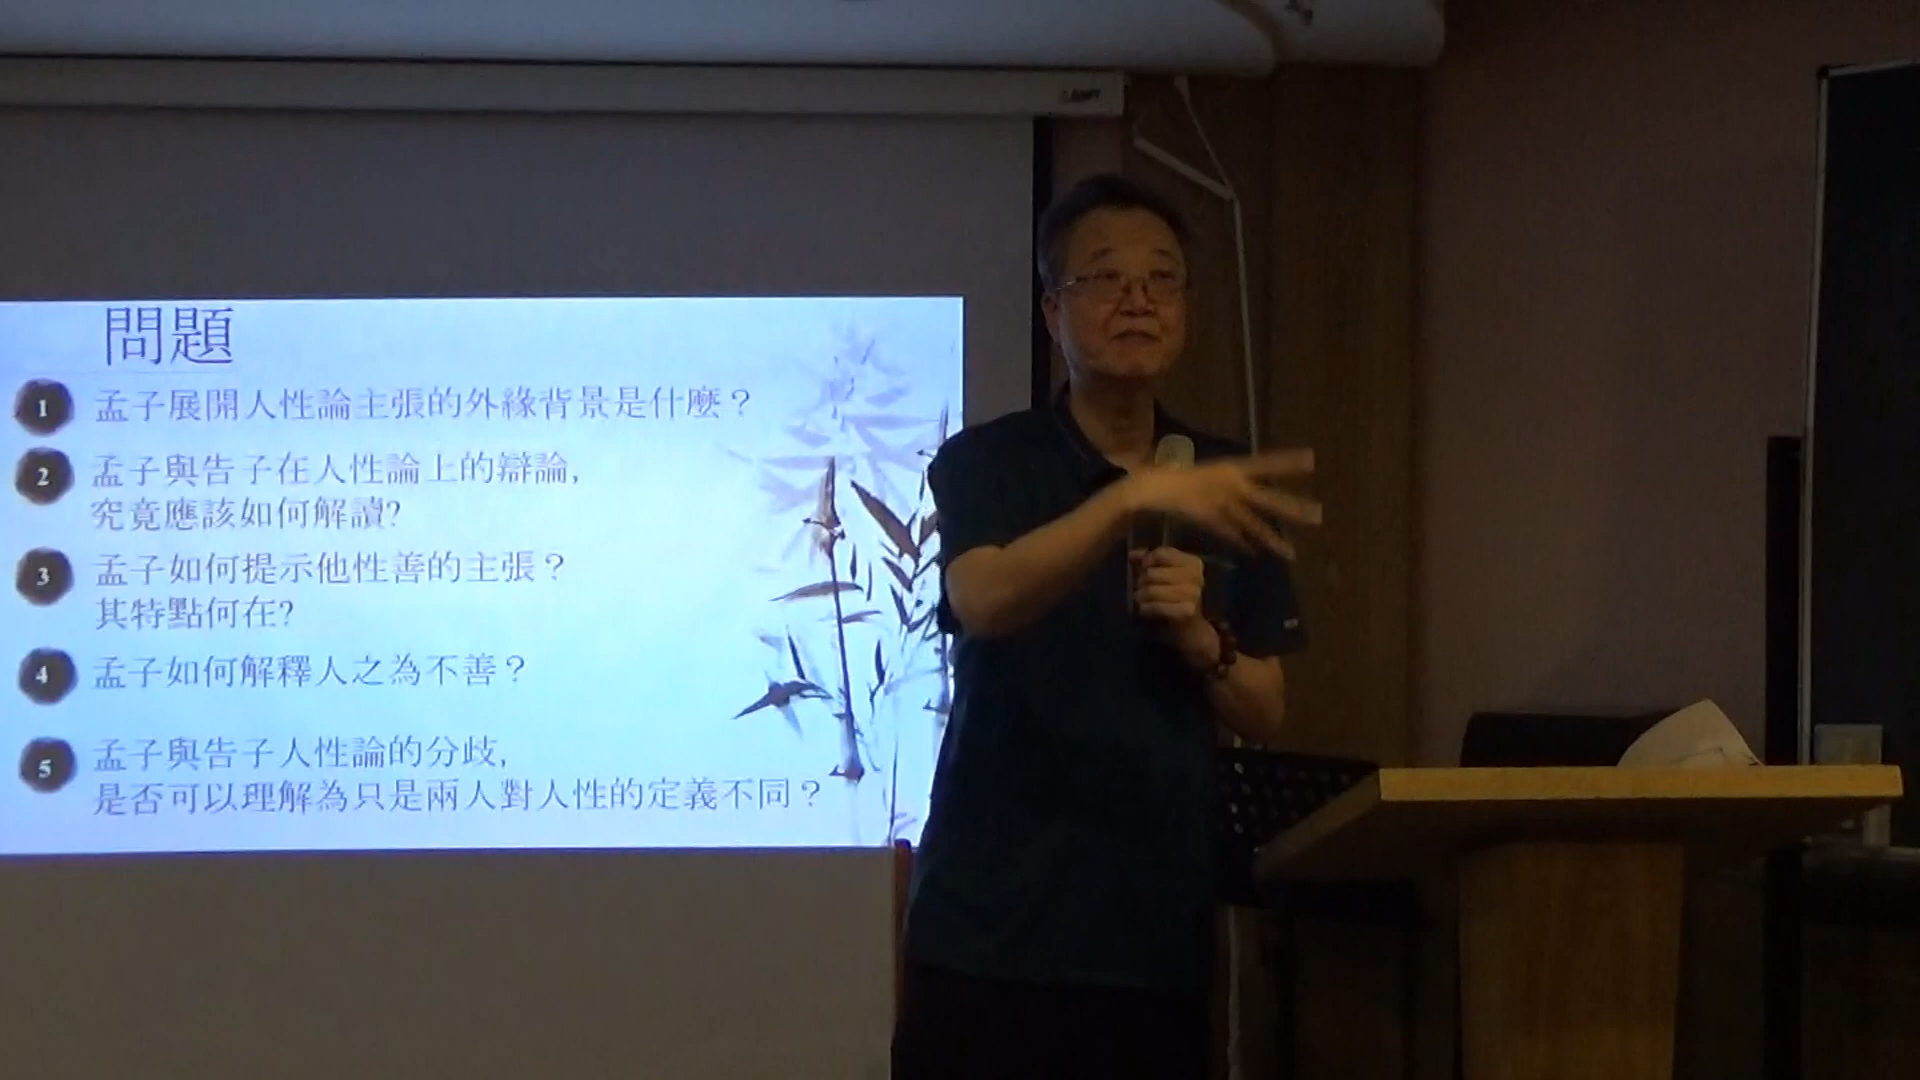 問題
1 孟子展開人性論主張的外緣背景是什麼？
2 孟子與告子在人性論上的辯論,
究竟應該如何解讀?
3 孟子如何提示他性善的主張？
其特點何在?
4 孟子如何解釋人之為不善？
5 孟子與告子人性論的分歧,
是否可以理解為只是兩人對人性的定義不同？